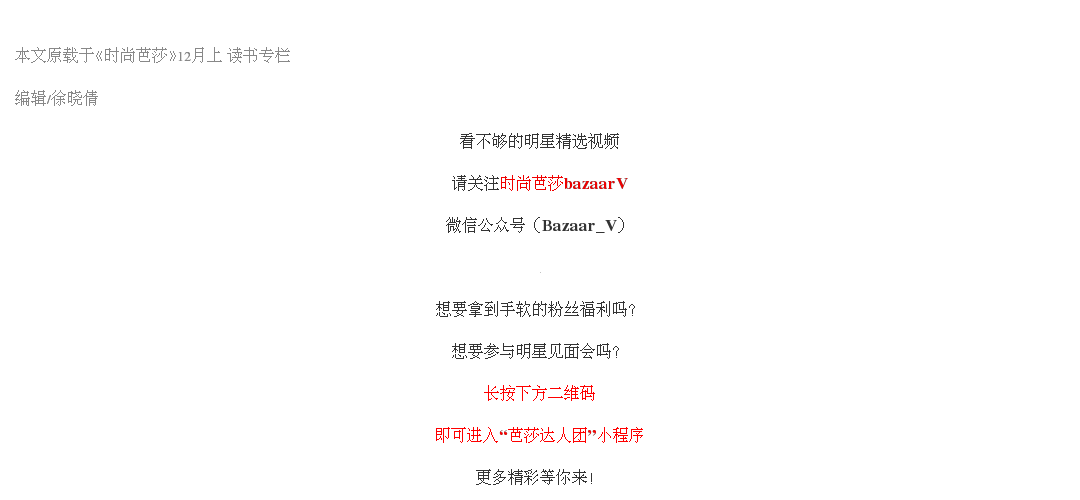 本文原载于《时尚芭莎》12月上 读书专栏
编辑/徐晓倩
看不够的明星精选视频
请关注时尚芭莎bazaarV
微信公众号（Bazaar_V）
想要拿到手软的粉丝福利吗?
想要参与明星见面会吗?
长按下方二维码
即可进入“芭莎达人团”小程序
更多精彩等你来!